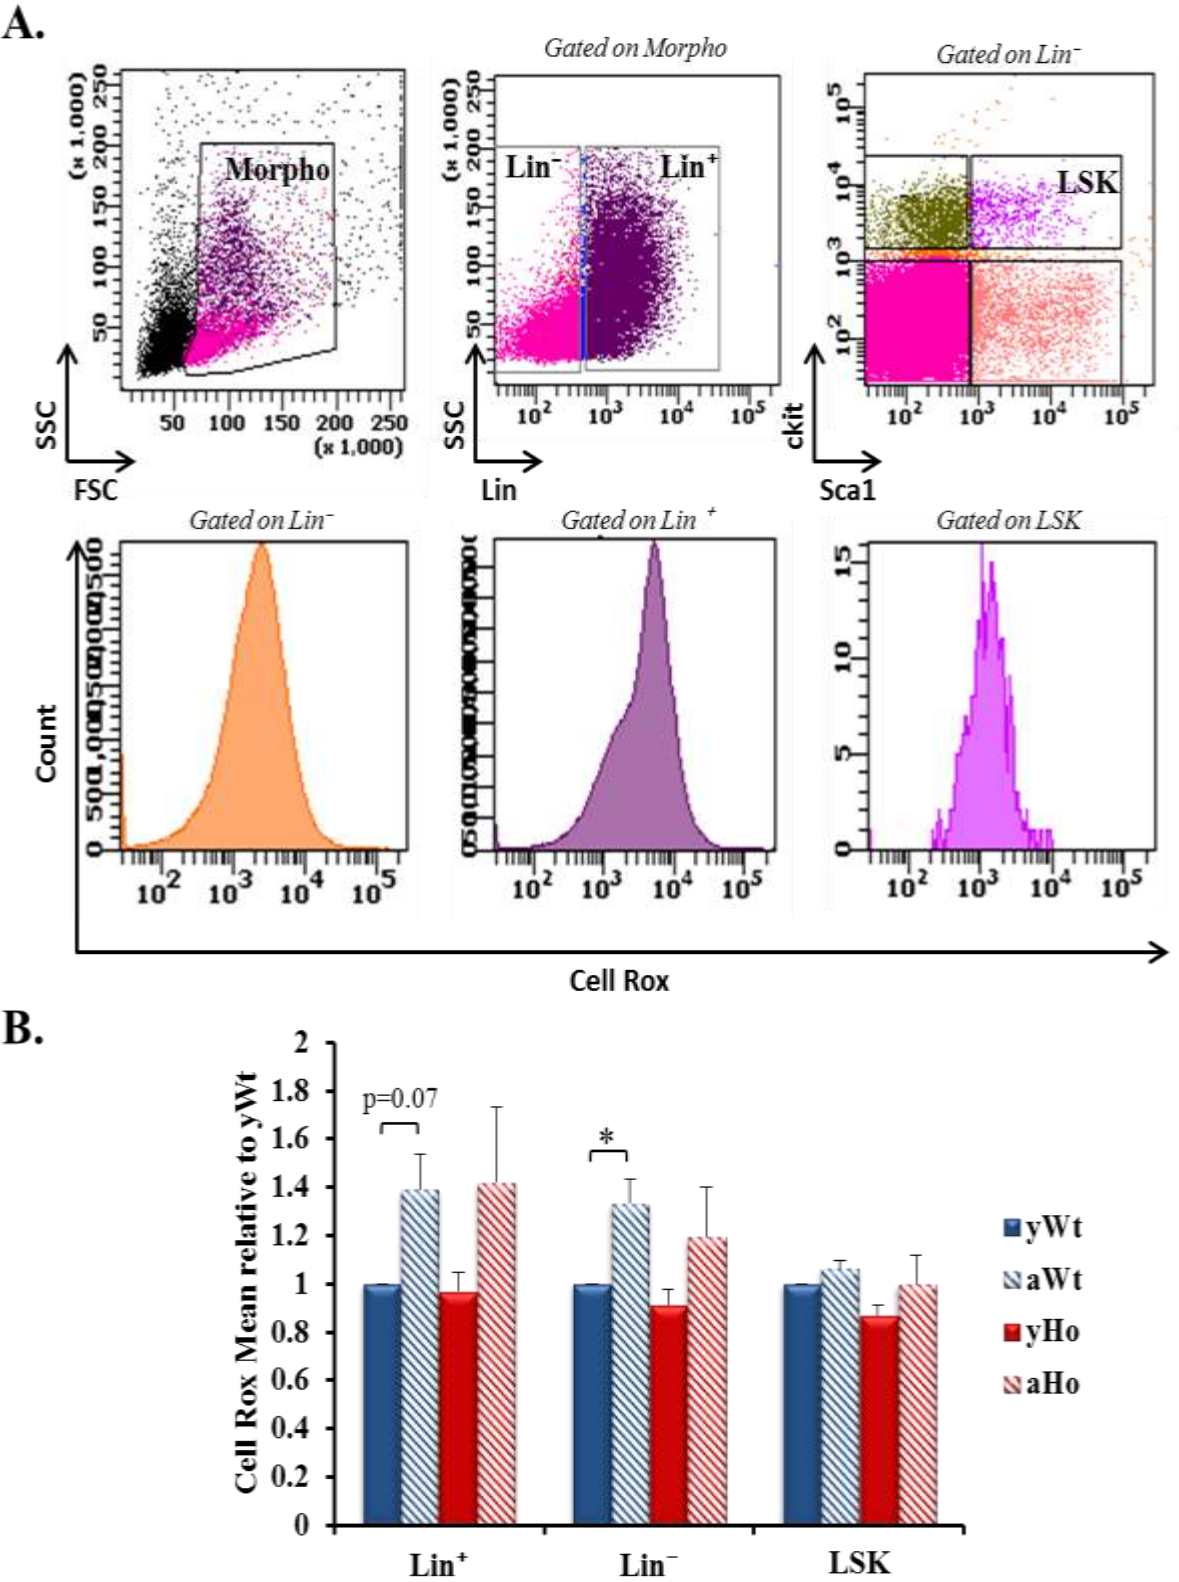 A.
Gated on Morpho
Gated on Lin⁻
(x 1,000)
250
200
150
100
50
Morpho
50 100 150 200 250
(x 1,000)
SSC
FSC
(x 1,000)
250
200
150
100
50
Lin⁻ Lin⁺
10² 10³ 10⁴ 10⁵
SSC
Lin
10⁵
10⁴
10³
10²
LSK
10² 10³ 10⁴ 10⁵
ckit
Sca1
Gated on Lin⁻
Gated on Lin ⁺
Gated on LSK
Count
500
0
10² 10³ 10⁴ 10⁵
0
10² 10³ 10⁴ 10⁵
15
10
5
0
10² 10³ 10⁴ 10⁵
Cell Rox
B.
Cell Rox Mean relative to yWt
2
1.8
1.6
1.4
1.2
1
0.8
0.6
0.4
0.2
0
p=0.07
*
yWt
aWt
yHo
aHo
Lin⁺ Lin⁻ LSK